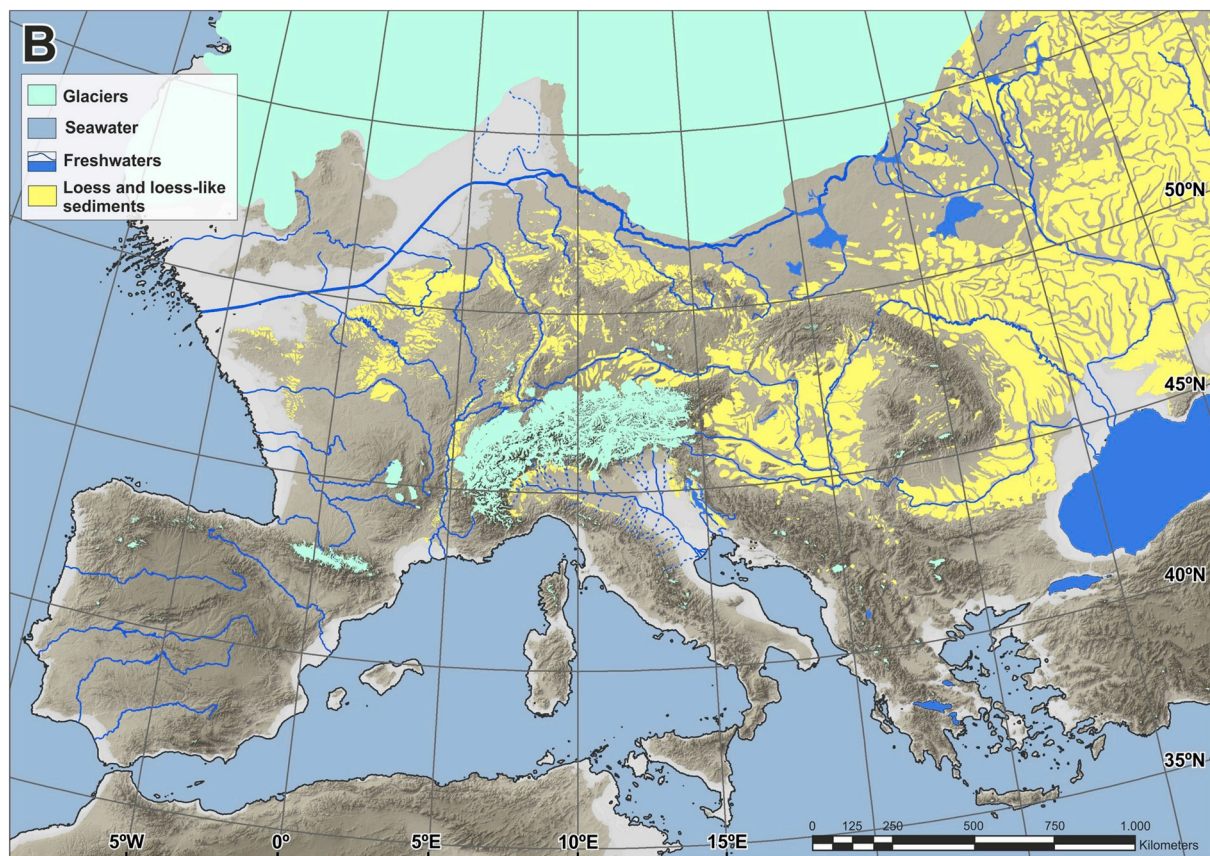 B
Glaciers
Seawater
Freshwaters
Loess and loess-like
sediments
50ºN
45ºN
40ºN
35ºN
5ºW
0º
5ºE
10ºE
15ºE
0 125 250 500 750 1.000
Kilometers